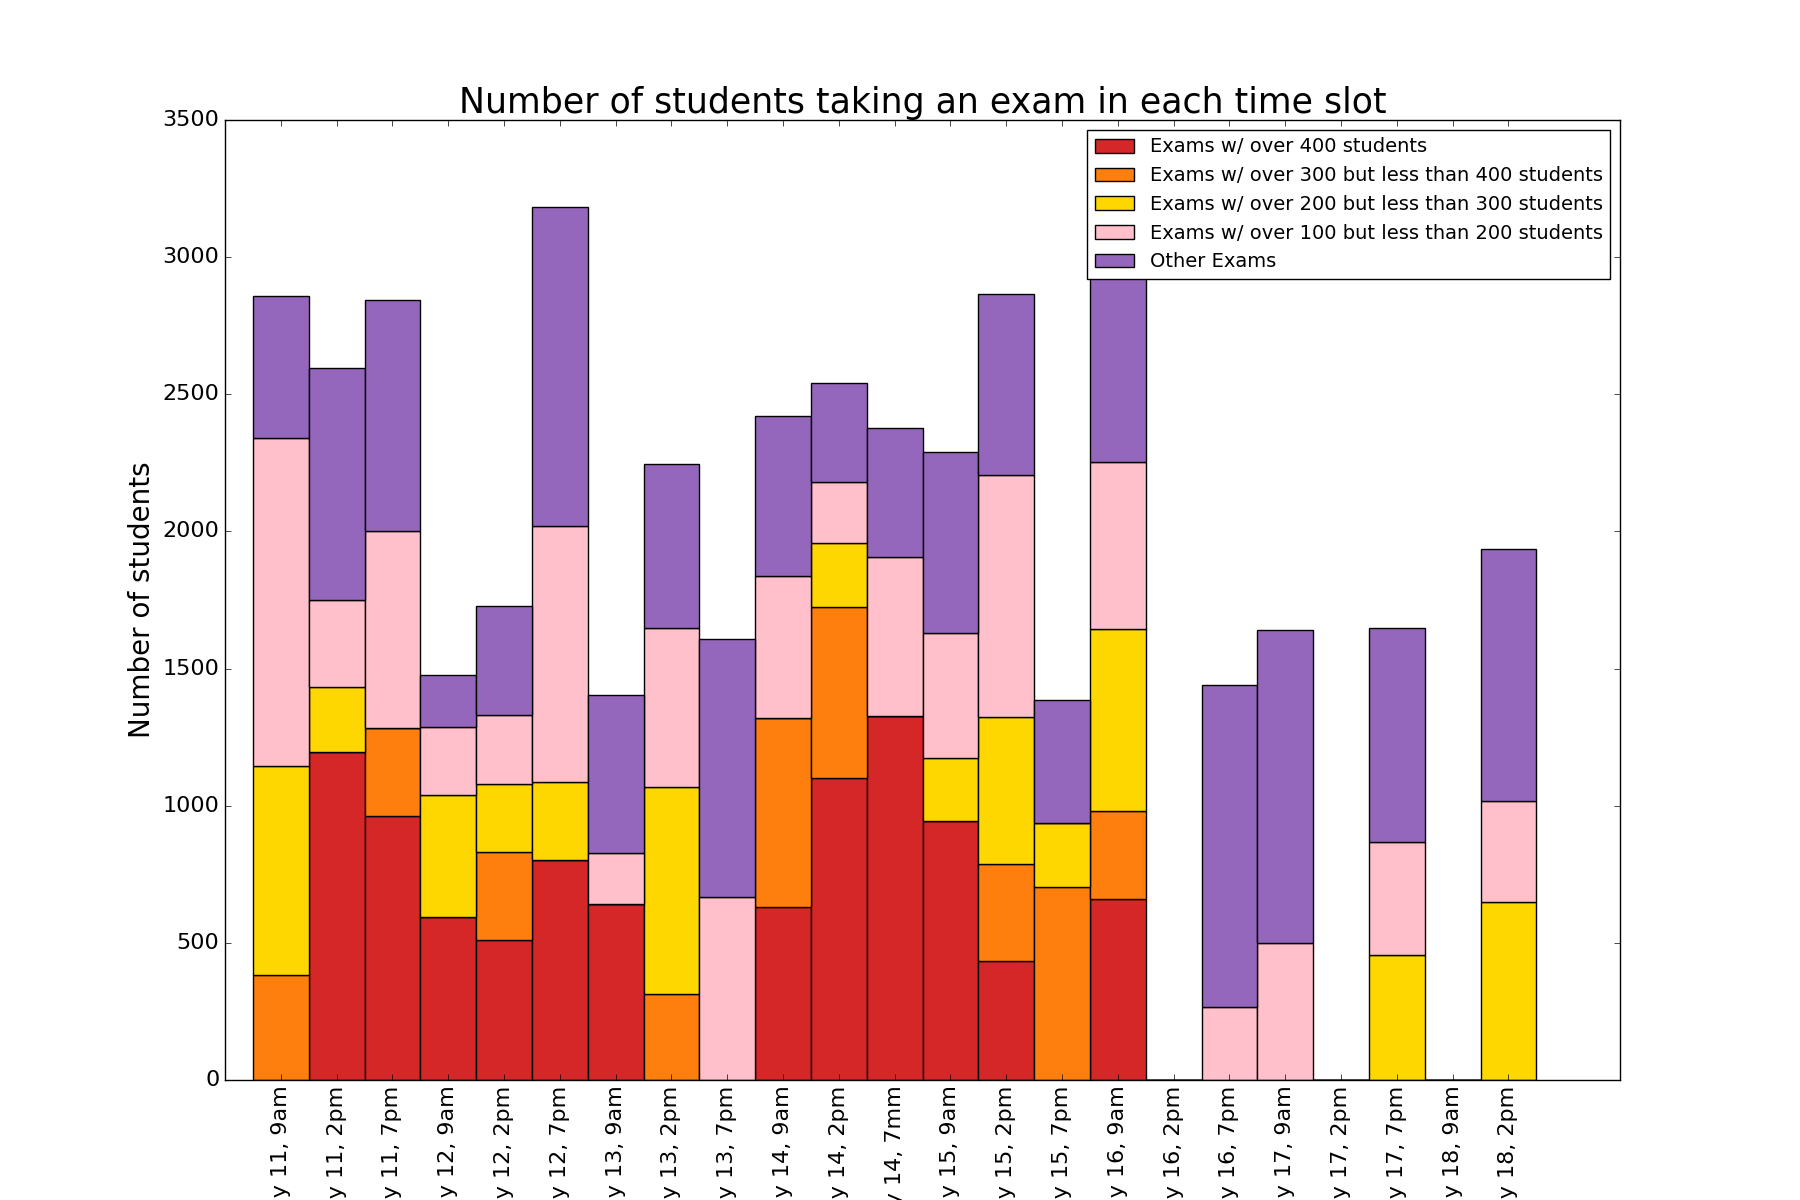 Number of students taking an exam in each time slot
Exams w/ over 400 students
Exams w/ over 300 but less than 400 students
Exams w/ over 200 but less than 300 students
Exams w/ over 100 but less than 200 students
Other Exams
Number of students
3500
3000
2500
2000
1500
1000
500
0
y 11, 9am
y 11, 2pm
y 11, 7pm
y 12, 9am
y 12, 2pm
y 12, 7pm
y 13, 9am
y 13, 2pm
y 13, 7pm
y 14, 9am
y 14, 2pm
y 14, 7mm
y 15, 9am
y 15, 2pm
y 15, 7pm
y 16, 9am
y 16, 2pm
y 16, 7pm
y 17, 9am
y 17, 2pm
y 17, 7pm
y 18, 9am
y 18, 2pm